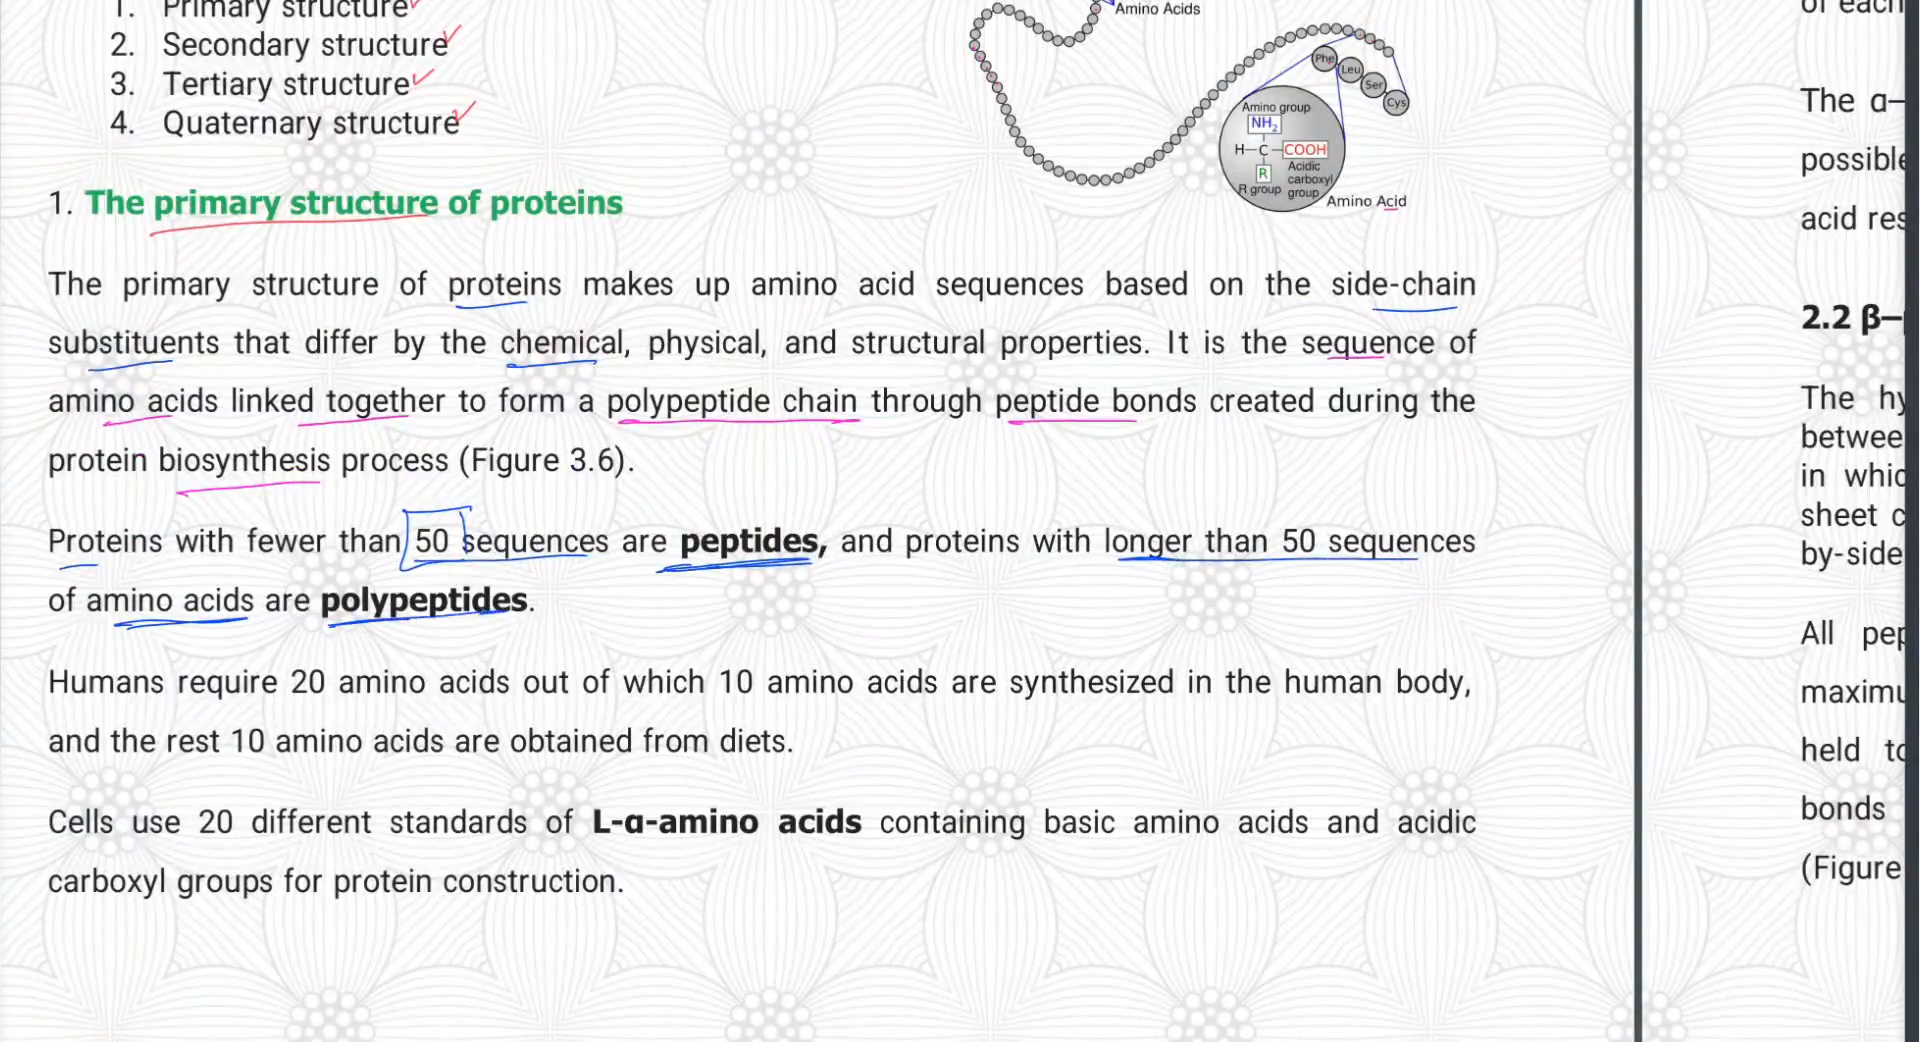 1. Primary structure
2. Secondary structure
3. Tertiary structure
4. Quaternary structure
Amino Acids
Phe
Leu
Ser
Cys
Amino group
NH2
H–C–COOH
R
Acidic
carboxyl
group
R group
Amino Acid
1. The primary structure of proteins
The primary structure of proteins makes up amino acid sequences based on the side-chain
substituents that differ by the chemical, physical, and structural properties. It is the sequence of
amino acids linked together to form a polypeptide chain through peptide bonds created during the
protein biosynthesis process (Figure 3.6).
Proteins with fewer than 50 sequences are peptides, and proteins with longer than 50 sequences
of amino acids are polypeptides.
Humans require 20 amino acids out of which 10 amino acids are synthesized in the human body,
and the rest 10 amino acids are obtained from diets.
Cells use 20 different standards of L-α-amino acids containing basic amino acids and acidic
carboxyl groups for protein construction.
of each
The α–
possible
acid res
2.2 β–
The hy
betwee
in whic
sheet c
by-side
All pep
maximu
held to
bonds
(Figure